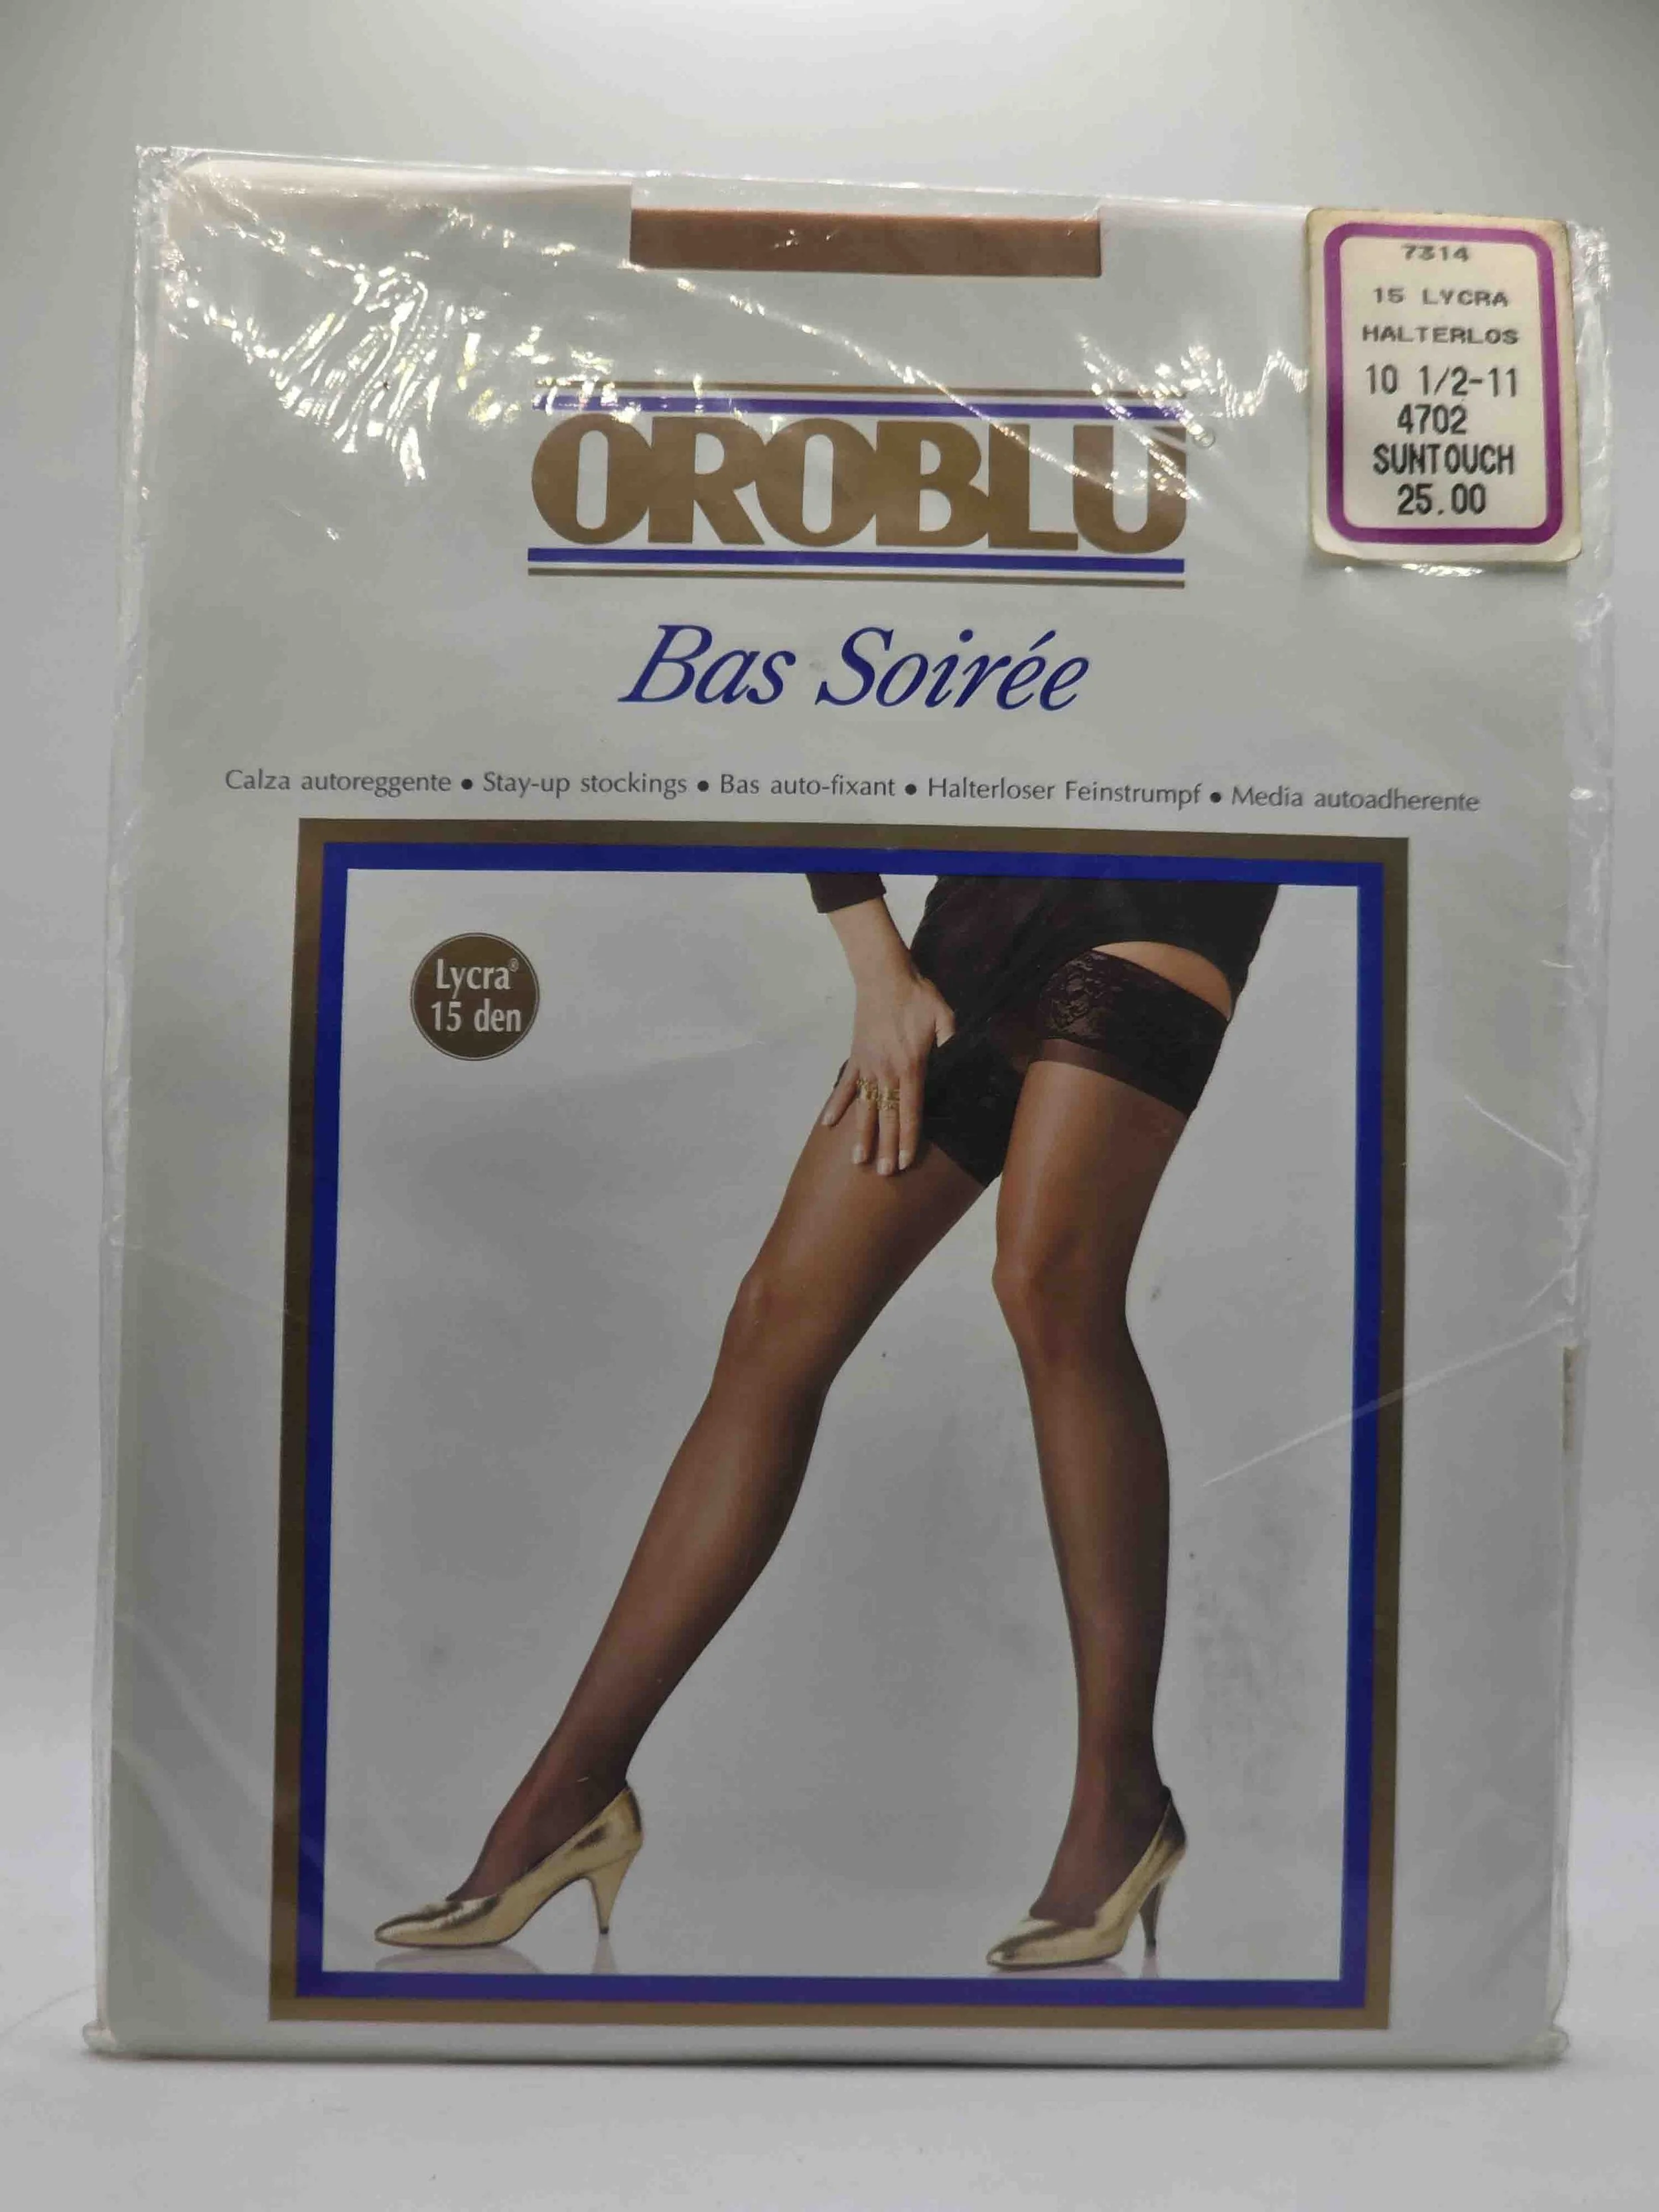 7314
15 LYCRA
HALTERLOS
10 1/2-11
4702
SUNTOUCH
25.00
OROBLU
Bas Soirée
Calza autoreggente • Stay-up stockings • Bas auto-fixant • Halterloser Feinstrumpf • Media autoadherente
Lycra®
15 den